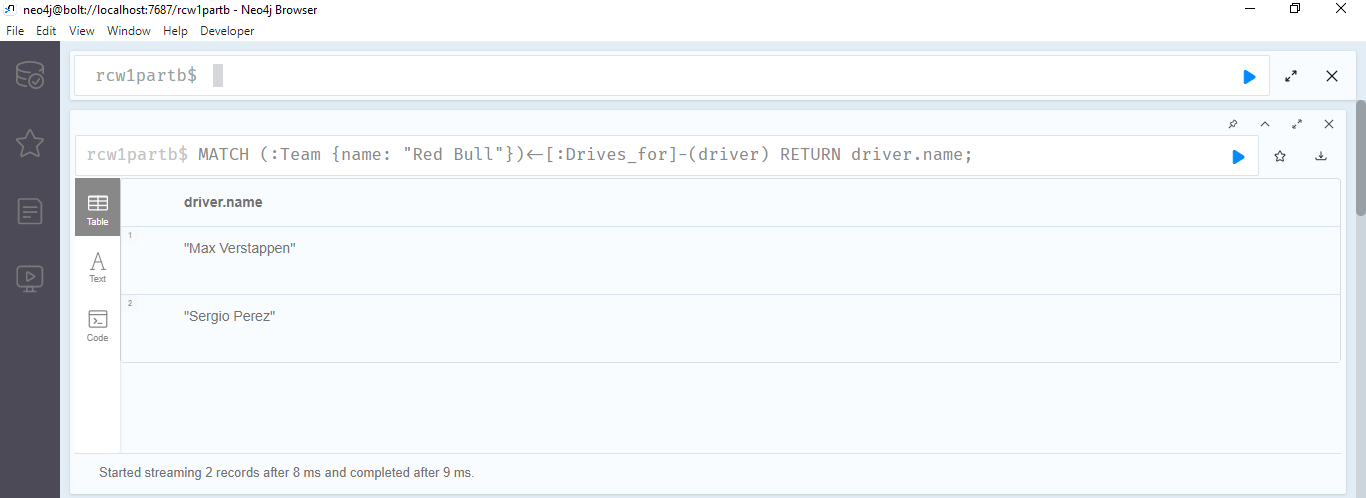 neo4j@bolt://localhost:7687/rcw1partb - Neo4j Browser
File Edit View Window Help Developer
rcw1partb$
rcw1partb$ MATCH (:Team {name: "Red Bull"})<-[:Drives_for]-(driver) RETURN driver.name;
Table
driver.name
1
"Max Verstappen"
Text
2
"Sergio Perez"
Code
Started streaming 2 records after 8 ms and completed after 9 ms.